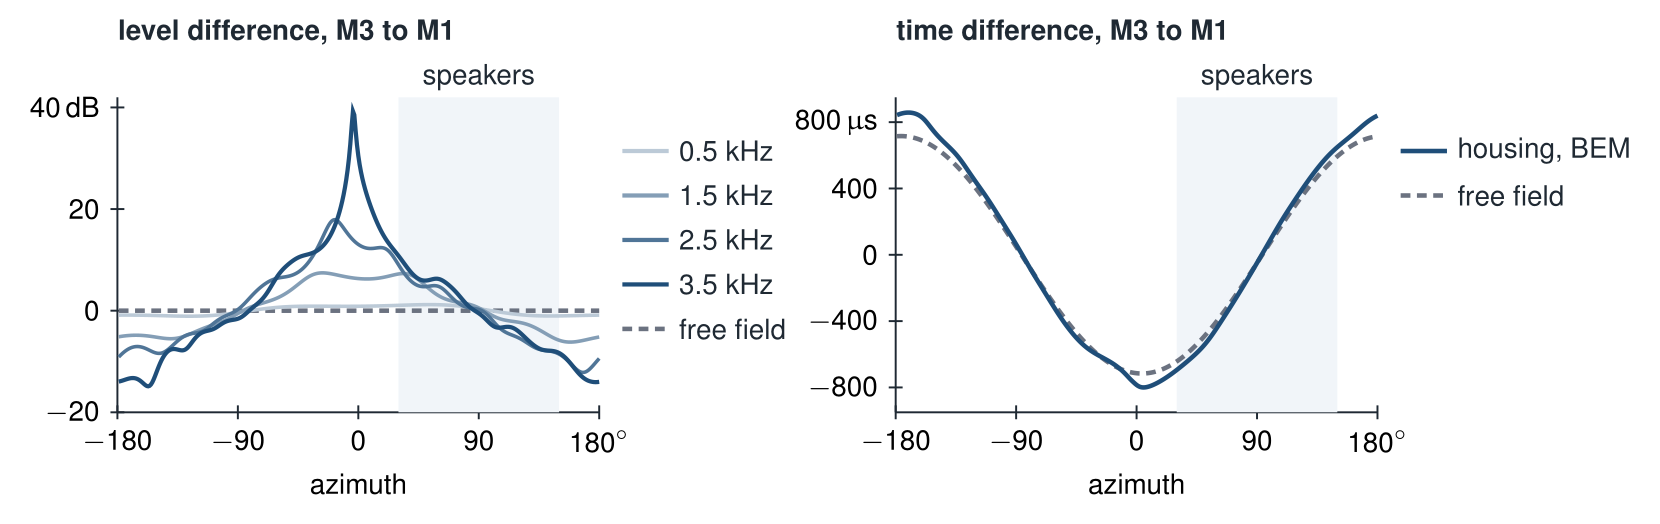 level difference, M3 to M1
speakers
40 dB
20
0
−20
−180
−90
0
90
180°
azimuth
0.5 kHz
1.5 kHz
2.5 kHz
3.5 kHz
free field
time difference, M3 to M1
speakers
800 µs
400
0
−400
−800
−180
−90
0
90
180°
azimuth
housing, BEM
free field